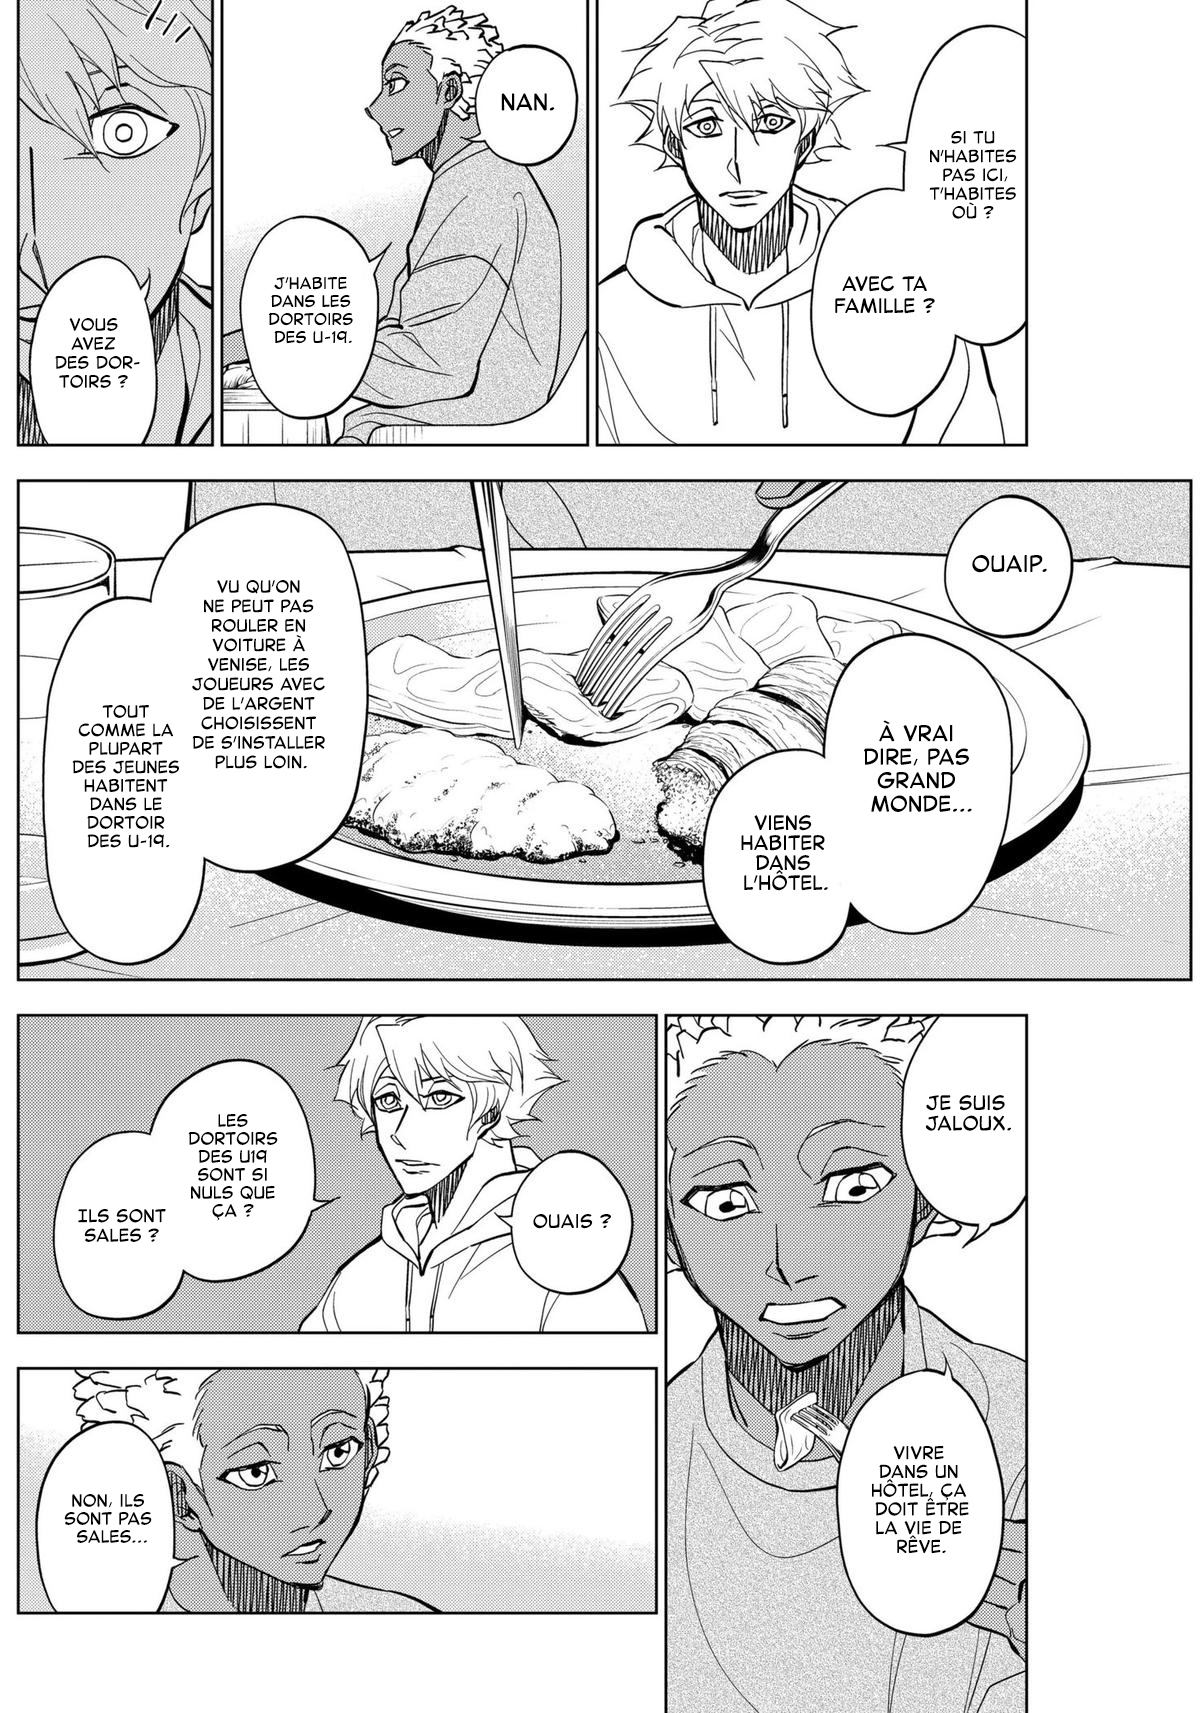 SI TU
N'HABITES
PAS ICI,
T'HABITES
OÙ ?
AVEC TA
FAMILLE ?
NAN.
J'HABITE
DANS LES
DORTOIRS
DES U-19.
VOUS
AVEZ
DES DOR-
TOIRS ?
OUAIP.
À VRAI
DIRE, PAS
GRAND
MONDE...
VIENS
HABITER
DANS
L'HÔTEL.
VU QU'ON
NE PEUT PAS
ROULER EN
VOITURE À
VENISE, LES
JOUEURS AVEC
DE L'ARGENT
CHOISISSENT
DE S'INSTALLER
PLUS LOIN.
TOUT
COMME LA
PLUPART
DES JEUNES
HABITENT
DANS LE
DORTOIR
DES U-19.
JE SUIS
JALOUX.
VIVRE
DANS UN
HÔTEL, ÇA
DOIT ÊTRE
LA VIE DE
RÊVE.
OUAIS ?
LES
DORTOIRS
DES U19
SONT SI
NULS QUE
ÇA ?
ILS SONT
SALES ?
NON, ILS
SONT PAS
SALES...